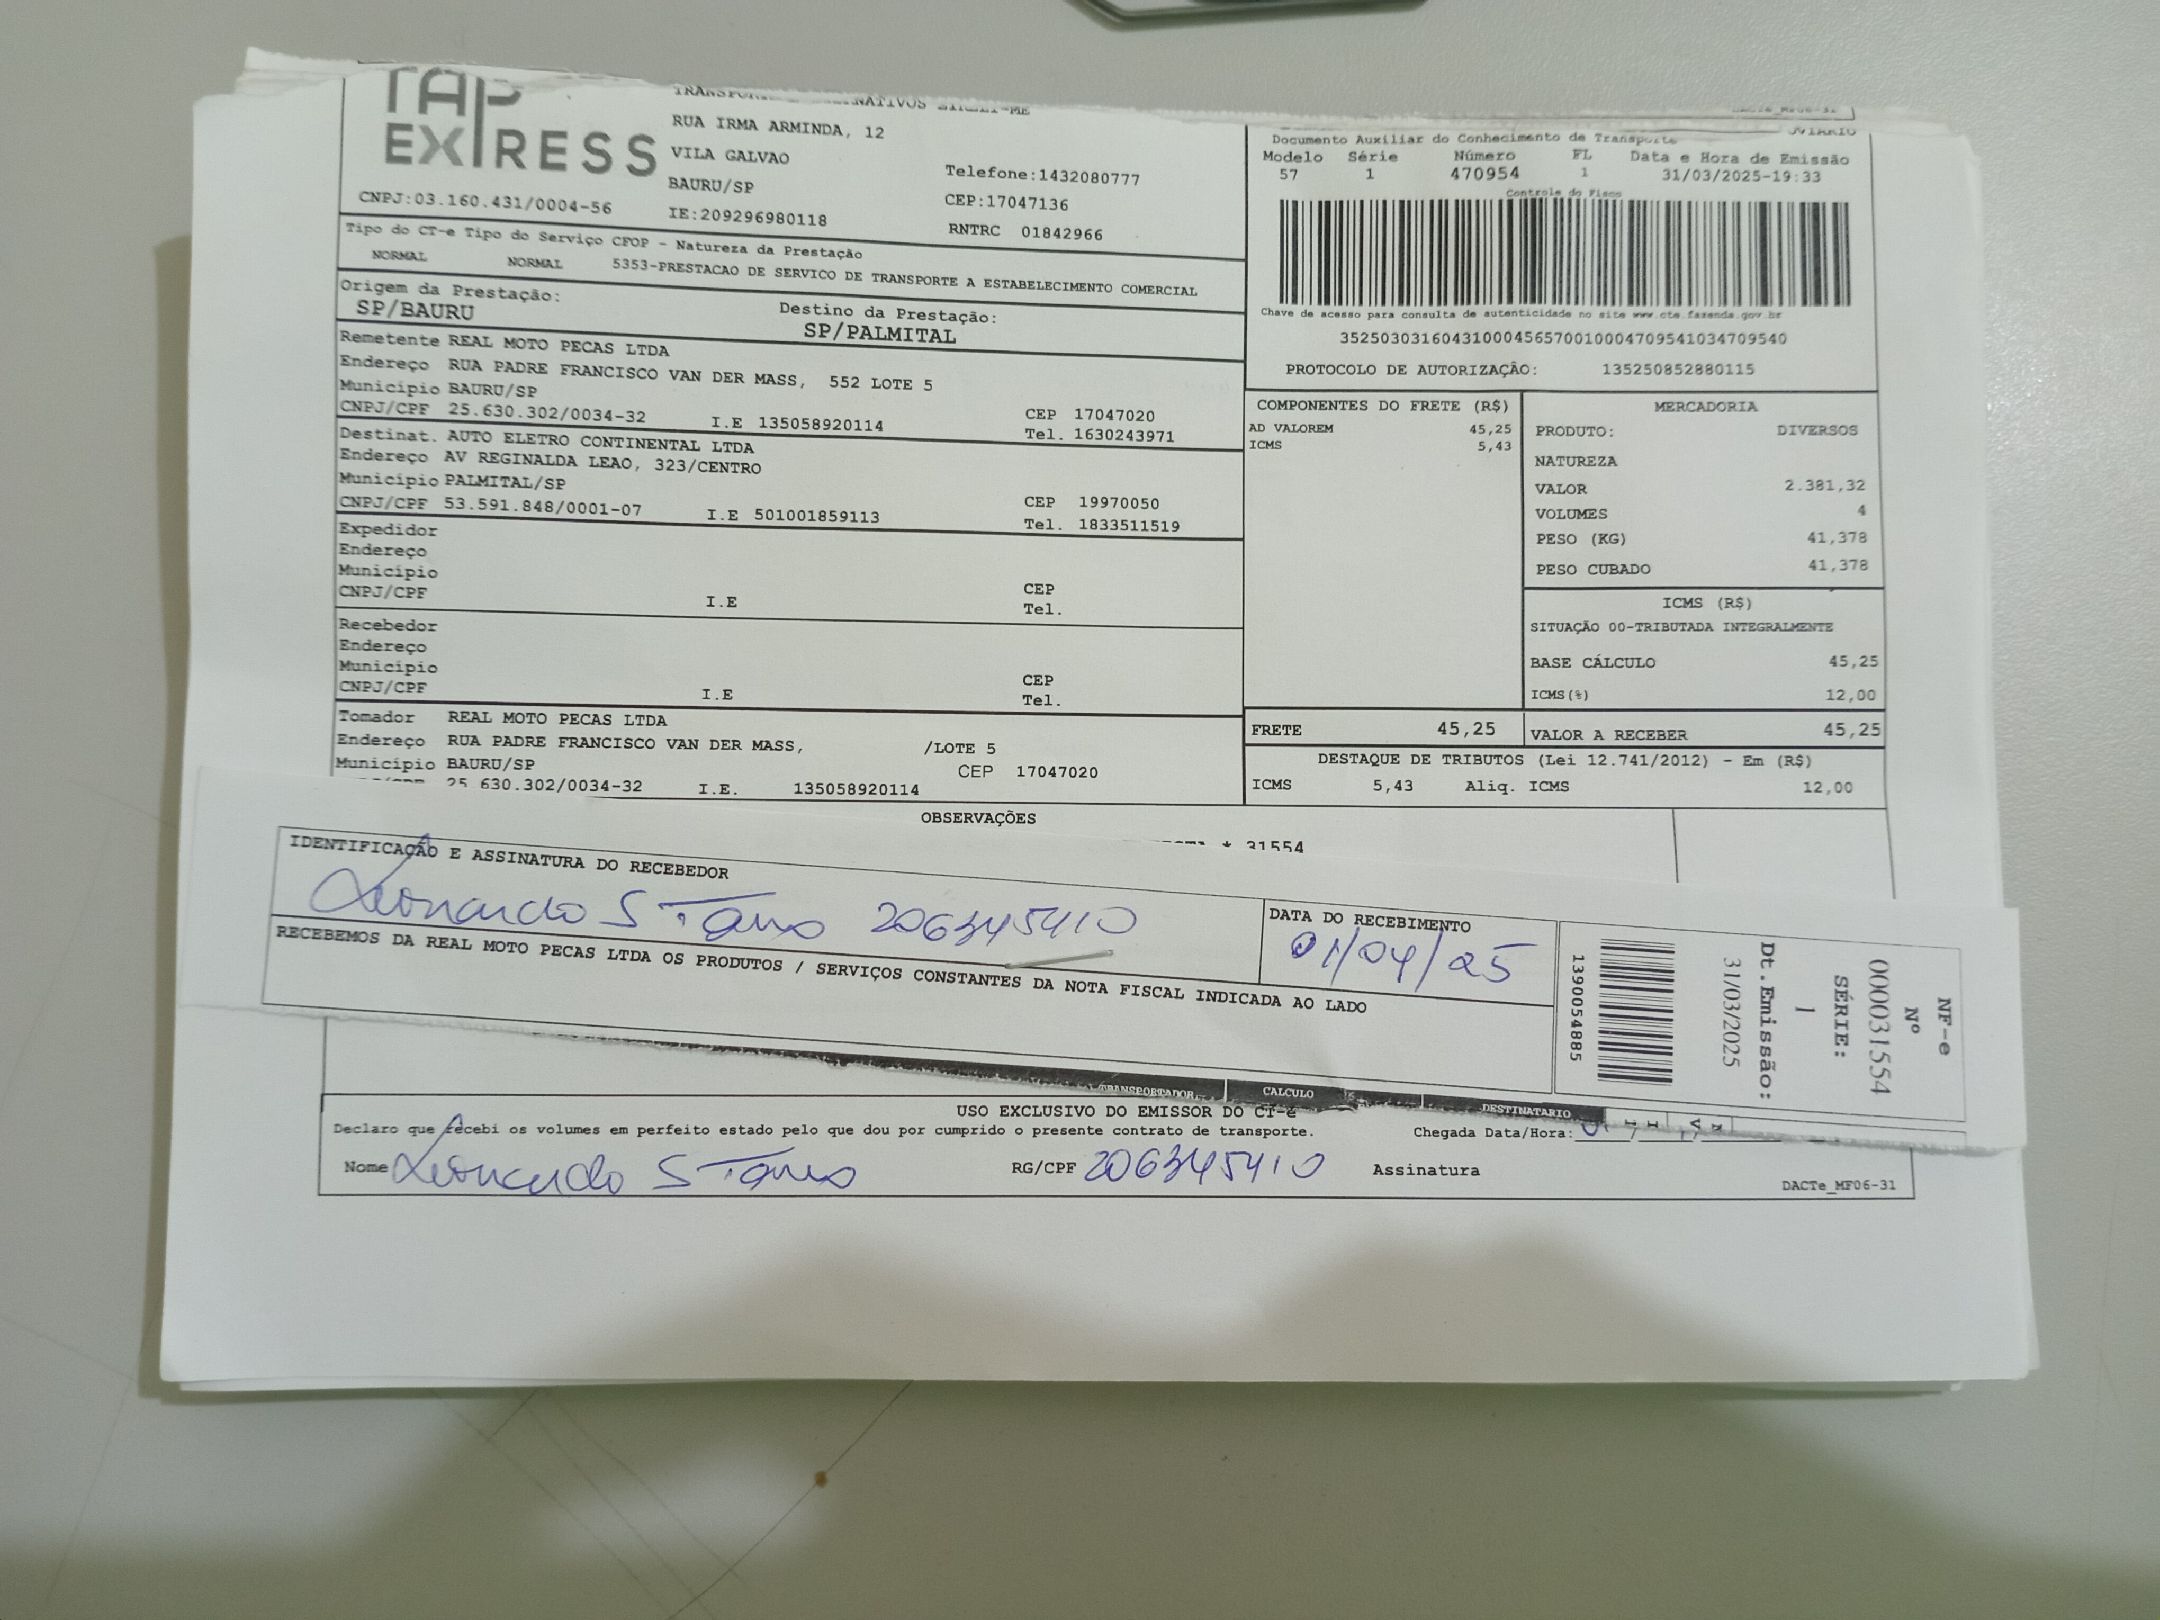 TAP
EXPRESS
CNPJ:03.160.431/0004-56
RUA IRMA ARMINDA, 12
VILA GALVAO
BAURU/SP
IE:209296980118
Telefone:1432080777
CEP:17047136
RNTRC 01842966
Documento Auxiliar do Conhecimento de Transporte
Modelo Série Número FL Data e Hora de Emissão
57 1 470954 1 31/03/2025-19:33
Controle do Fisco
Chave de acesso para consulta de autenticidade no site www.cte.fazenda.gov.br
35250303160431000456570010004709541034709540
PROTOCOLO DE AUTORIZAÇÃO: 135250852880115
Tipo do CT-e Tipo do Serviço CFOP - Natureza da Prestação
NORMAL NORMAL 5353-PRESTACAO DE SERVICO DE TRANSPORTE A ESTABELECIMENTO COMERCIAL
Origem da Prestação: Destino da Prestação:
SP/BAURU SP/PALMITAL
Remetente REAL MOTO PECAS LTDA
Endereço RUA PADRE FRANCISCO VAN DER MASS, 552 LOTE 5
Município BAURU/SP CEP 17047020
CNPJ/CPF 25.630.302/0034-32 I.E 135058920114 Tel. 1630243971
Destinat. AUTO ELETRO CONTINENTAL LTDA
Endereço AV REGINALDA LEAO, 323/CENTRO
Município PALMITAL/SP CEP 19970050
CNPJ/CPF 53.591.848/0001-07 I.E 501001859113 Tel. 1833511519
Expedidor
Endereço
Município CEP
CNPJ/CPF I.E Tel.
Recebedor
Endereço
Município CEP
CNPJ/CPF I.E Tel.
Tomador REAL MOTO PECAS LTDA
Endereço RUA PADRE FRANCISCO VAN DER MASS, /LOTE 5
Município BAURU/SP CEP 17047020
25 630.302/0034-32 I.E. 135058920114
COMPONENTES DO FRETE (R$)
AD VALOREM 45,25
ICMS 5,43
MERCADORIA
PRODUTO: DIVERSOS
NATUREZA
VALOR 2.381,32
VOLUMES 4
PESO (KG) 41,378
PESO CUBADO 41,378
ICMS (R$)
SITUAÇÃO 00-TRIBUTADA INTEGRALMENTE
BASE CÁLCULO 45,25
ICMS(%) 12,00
FRETE 45,25 VALOR A RECEBER 45,25
DESTAQUE DE TRIBUTOS (Lei 12.741/2012) - Em (R$)
ICMS 5,43 Aliq. ICMS 12,00
OBSERVAÇÕES
* 31554
IDENTIFICAÇÃO E ASSINATURA DO RECEBEDOR
Leonardo S 206345410
DATA DO RECEBIMENTO
01/04/25
RECEBEMOS DA REAL MOTO PECAS LTDA OS PRODUTOS / SERVIÇOS CONSTANTES DA NOTA FISCAL INDICADA AO LADO
NF-e
Nº
000031554
SÉRIE:
1
Dt.Emissão:
31/03/2025
1390054885
TRANSPORTADOR CALCULO DESTINATARIO
USO EXCLUSIVO DO EMISSOR DO CT-e
Declaro que recebi os volumes em perfeito estado pelo que dou por cumprido o presente contrato de transporte. Chegada Data/Hora:
Nome Leonardo S RG/CPF 206345410 Assinatura
DACTe_MF06-31